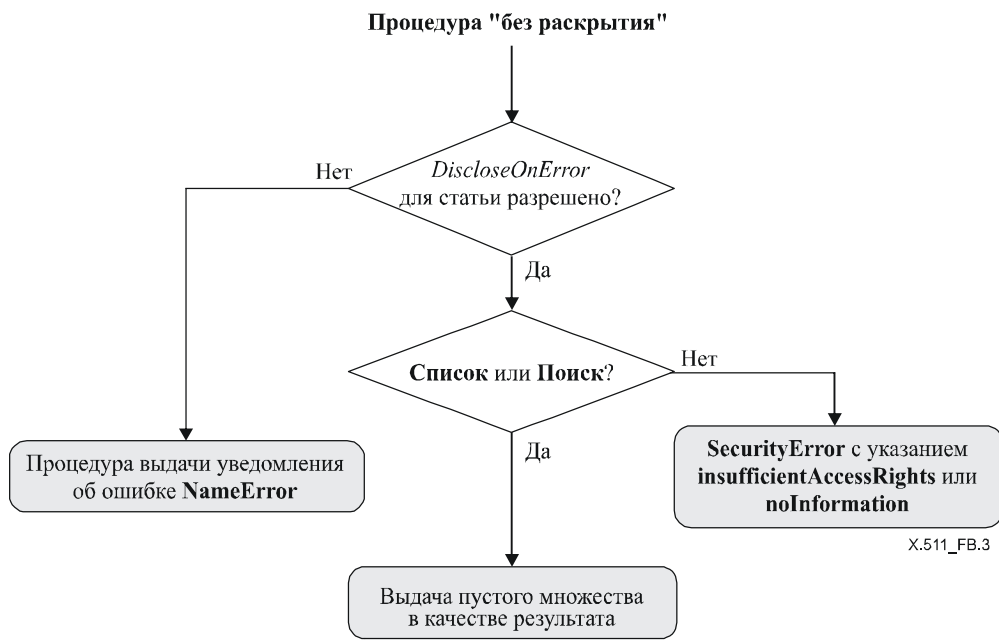 Процедура "без раскрытия"
DiscloseOnError
для статьи разрешено?
Нет
Да
Список или Поиск?
Нет
Да
Процедура выдачи уведомления
об ошибке NameError
SecurityError с указанием
insufficientAccessRights или
noInformation
X.511_FB.3
Выдача пустого множества
в качестве результата